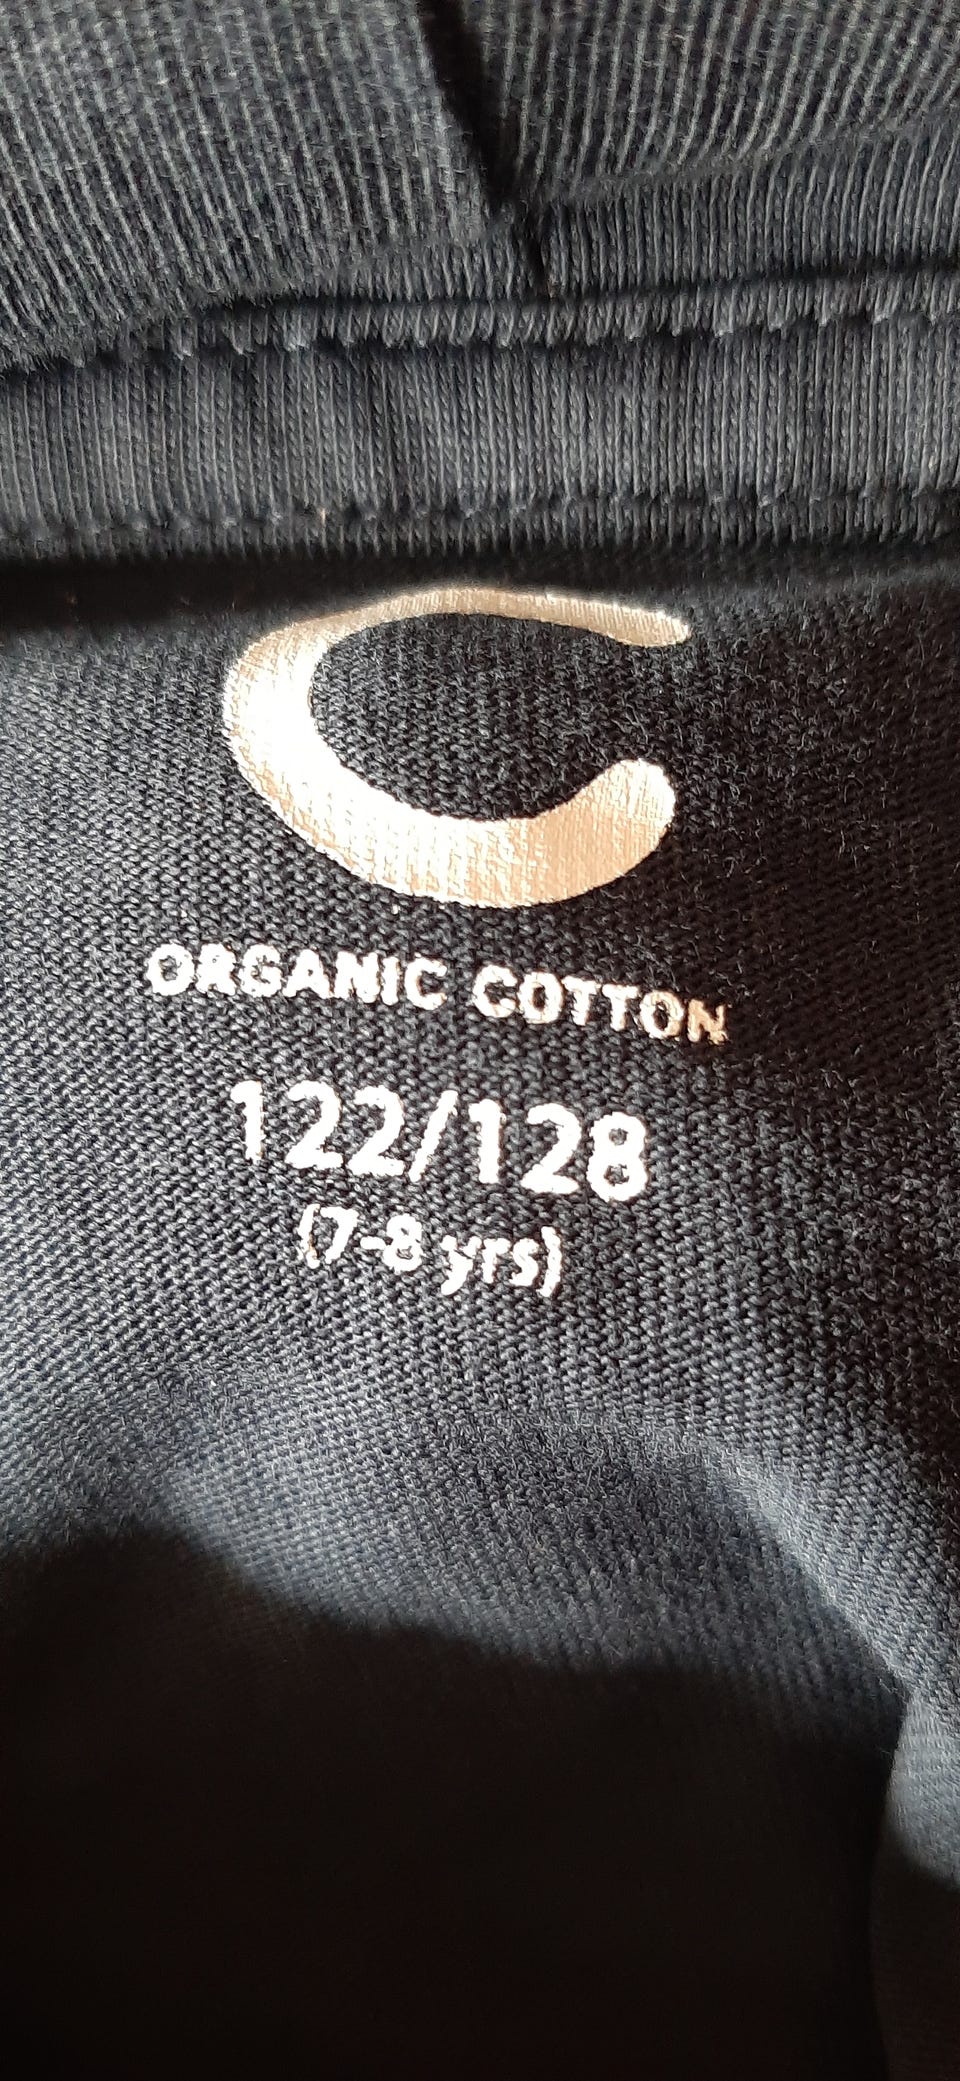 C
ORGANIC COTTON
122/128
(7-8 yrs)